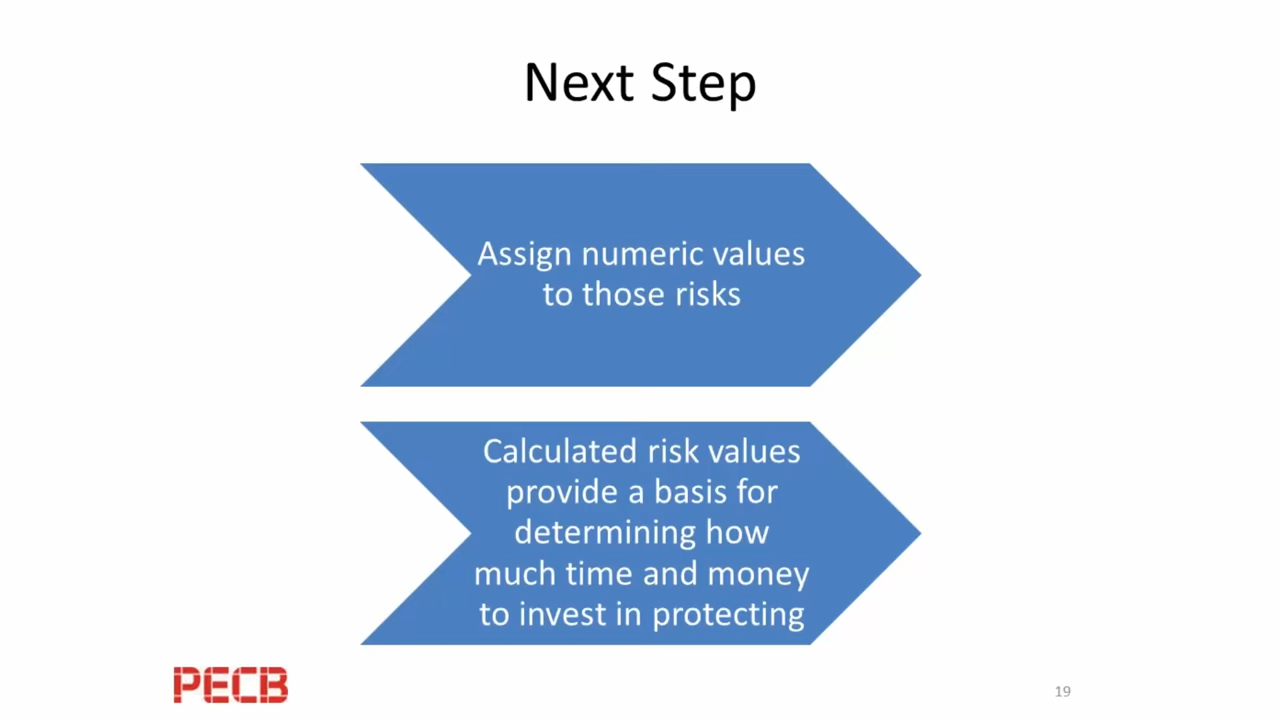 Next Step
Assign numeric values
to those risks
Calculated risk values
provide a basis for
determining how
much time and money
to invest in protecting
PECB
19